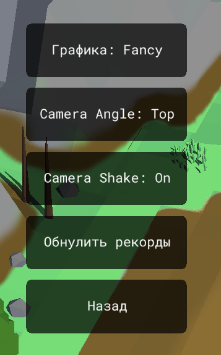 Графика: Fancy
Camera Angle: Top
Camera Shake: On
Обнулить рекорды
Назад